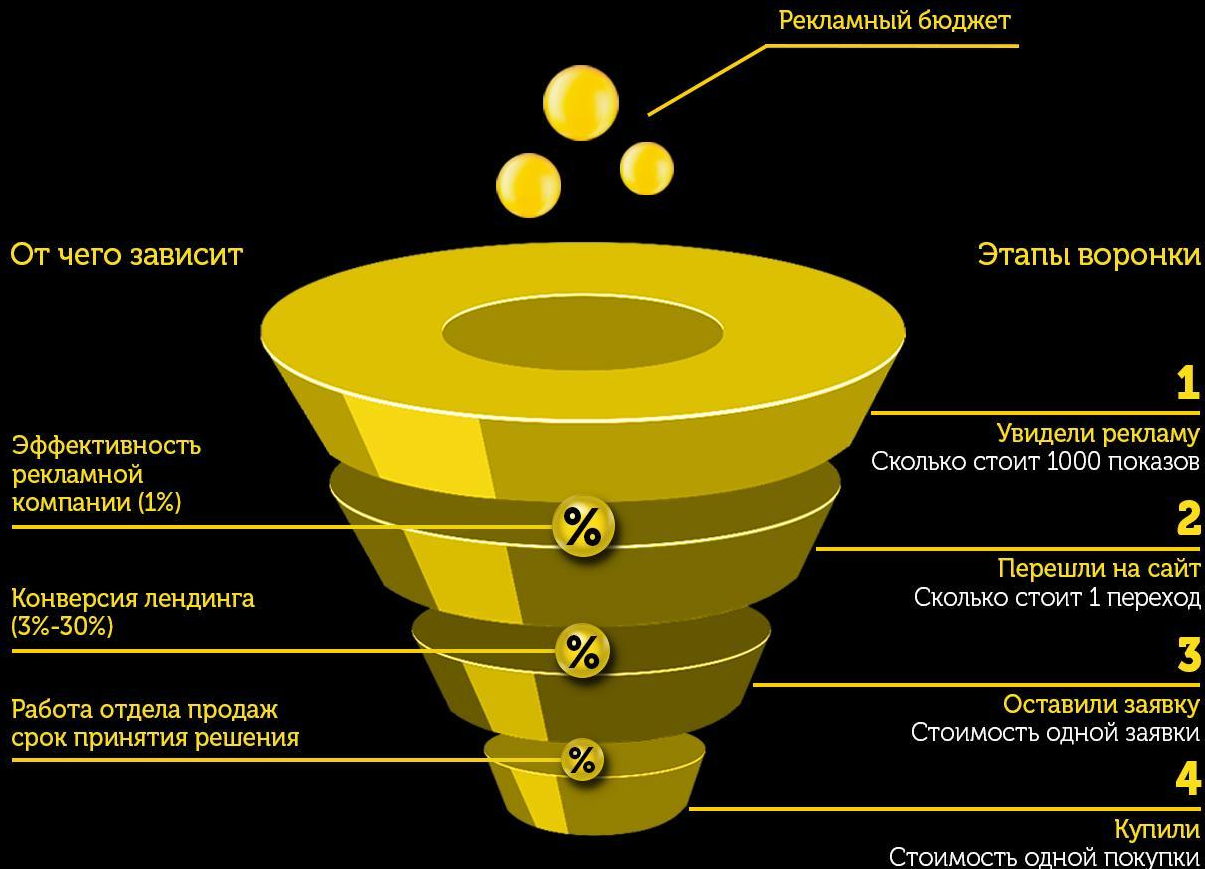 Рекламный бюджет
От чего зависит
Этапы воронки
1
Увидели рекламу
Сколько стоит 1000 показов
Эффективность
рекламной
компании (1%)
%
2
Перешли на сайт
Сколько стоит 1 переход
Конверсия лендинга
(3%-30%)
%
3
Оставили заявку
Стоимость одной заявки
Работа отдела продаж
срок принятия решения
%
4
Купили
Стоимость одной покупки